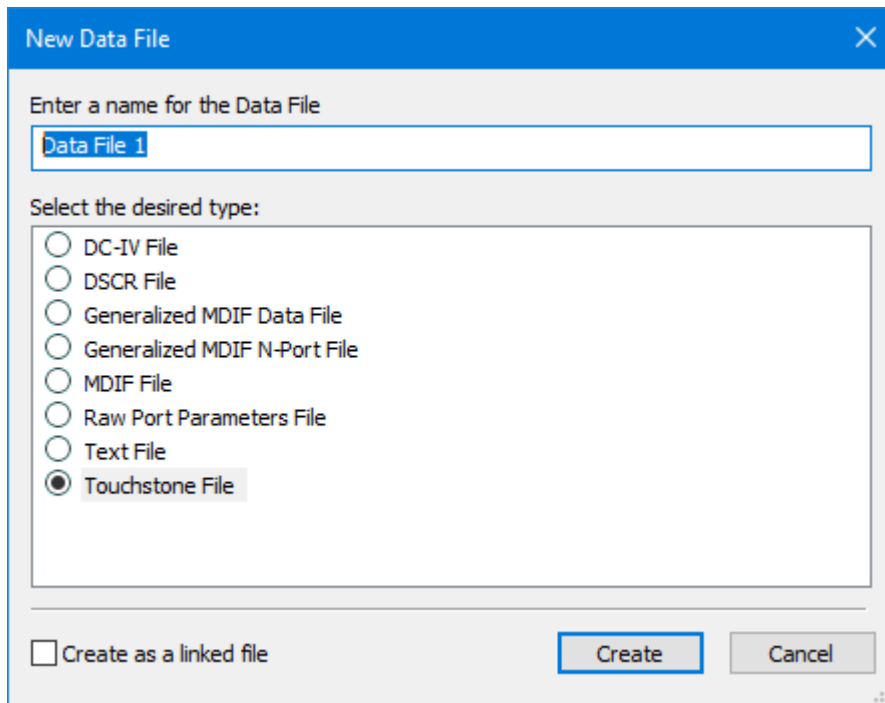 New Data File
Enter a name for the Data File
Data File 1
Select the desired type:
DC-IV File
DSCR File
Generalized MDIF Data File
Generalized MDIF N-Port File
MDIF File
Raw Port Parameters File
Text File
Touchstone File
Create as a linked file
Create
Cancel